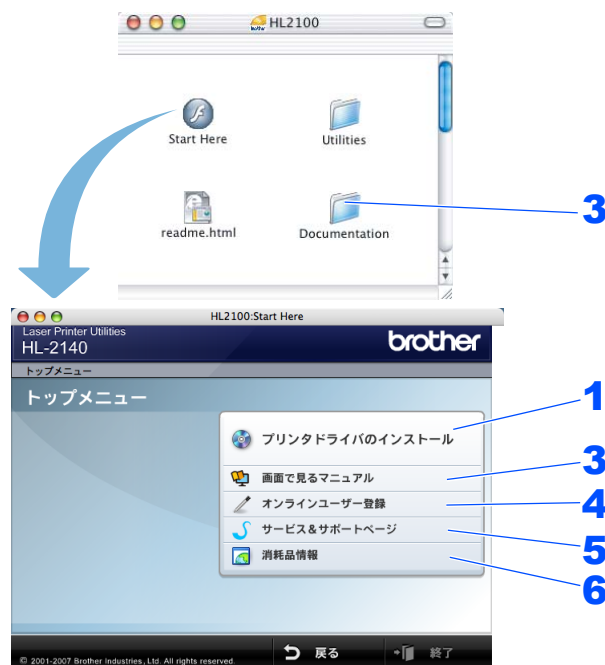 brother HL2100
Start Here
Utilities
readme.html
Documentation
3
HL2100:Start Here
Laser Printer Utilities
HL-2140
brother
トップメニュー
トップメニュー
プリンタドライバのインストール
1
画面で見るマニュアル
3
オンラインユーザー登録
4
サービス&サポートページ
5
消耗品情報
6
© 2001-2007 Brother Industries, Ltd. All rights reserved.
戻る
終了